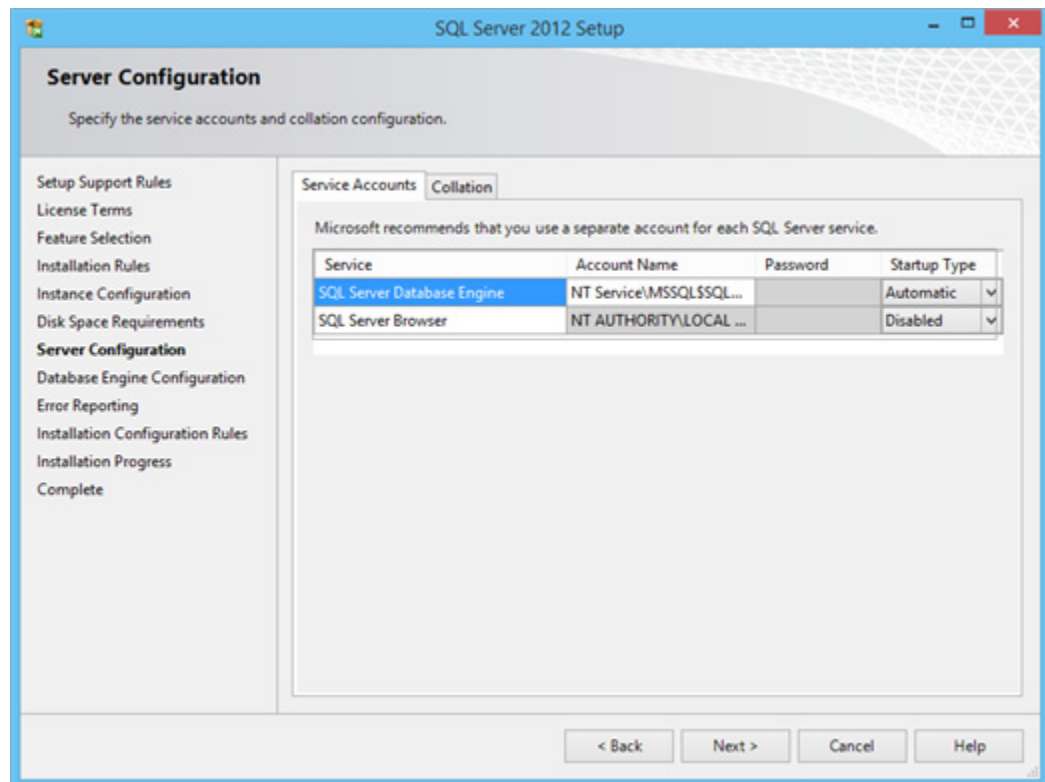 SQL Server 2012 Setup
Server Configuration
Specify the service accounts and collation configuration.
Setup Support Rules
License Terms
Feature Selection
Installation Rules
Instance Configuration
Disk Space Requirements
Server Configuration
Database Engine Configuration
Error Reporting
Installation Configuration Rules
Installation Progress
Complete
Service Accounts Collation
Microsoft recommends that you use a separate account for each SQL Server service.
Service Account Name Password Startup Type
SQL Server Database Engine NT Service\MSSQL$SQL... Automatic
SQL Server Browser NT AUTHORITY\LOCAL ... Disabled
< Back Next > Cancel Help